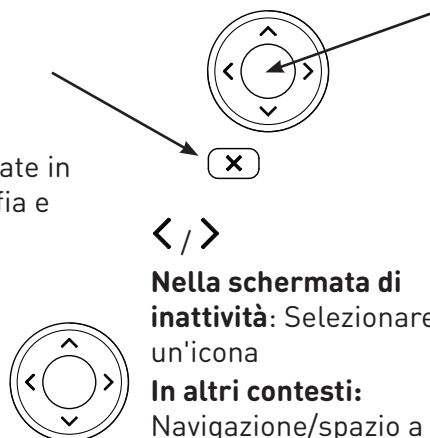 ate in
fia e
< / >
Nella schermata di
inattività: Selezionare
un'icona
In altri contesti:
Navigazione/spazio a